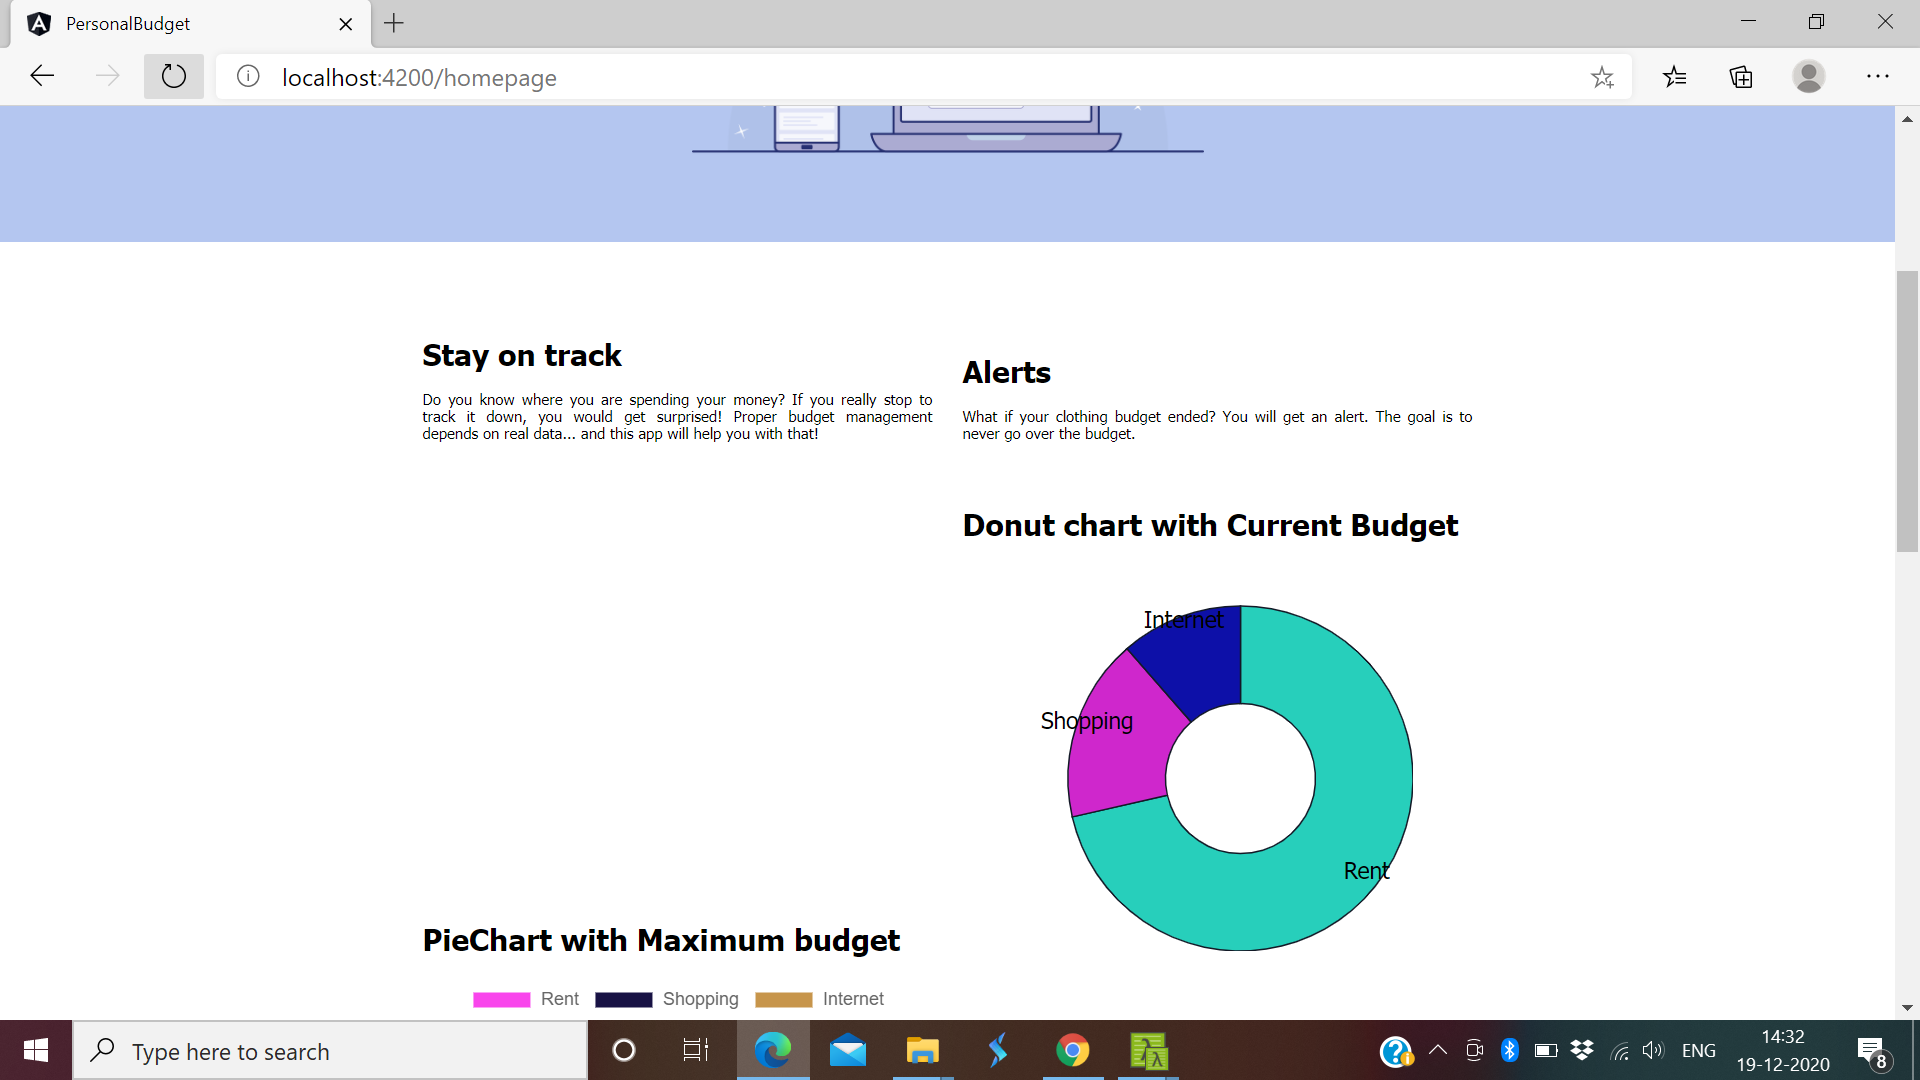 PersonalBudget
localhost:4200/homepage
Stay on track
Do you know where you are spending your money? If you really stop to
track it down, you would get surprised! Proper budget management
depends on real data... and this app will help you with that!
Alerts
What if your clothing budget ended? You will get an alert. The goal is to
never go over the budget.
Donut chart with Current Budget
Internet
Shopping
Rent
PieChart with Maximum budget
Rent Shopping Internet
Type here to search
ENG
14:32
19-12-2020
8